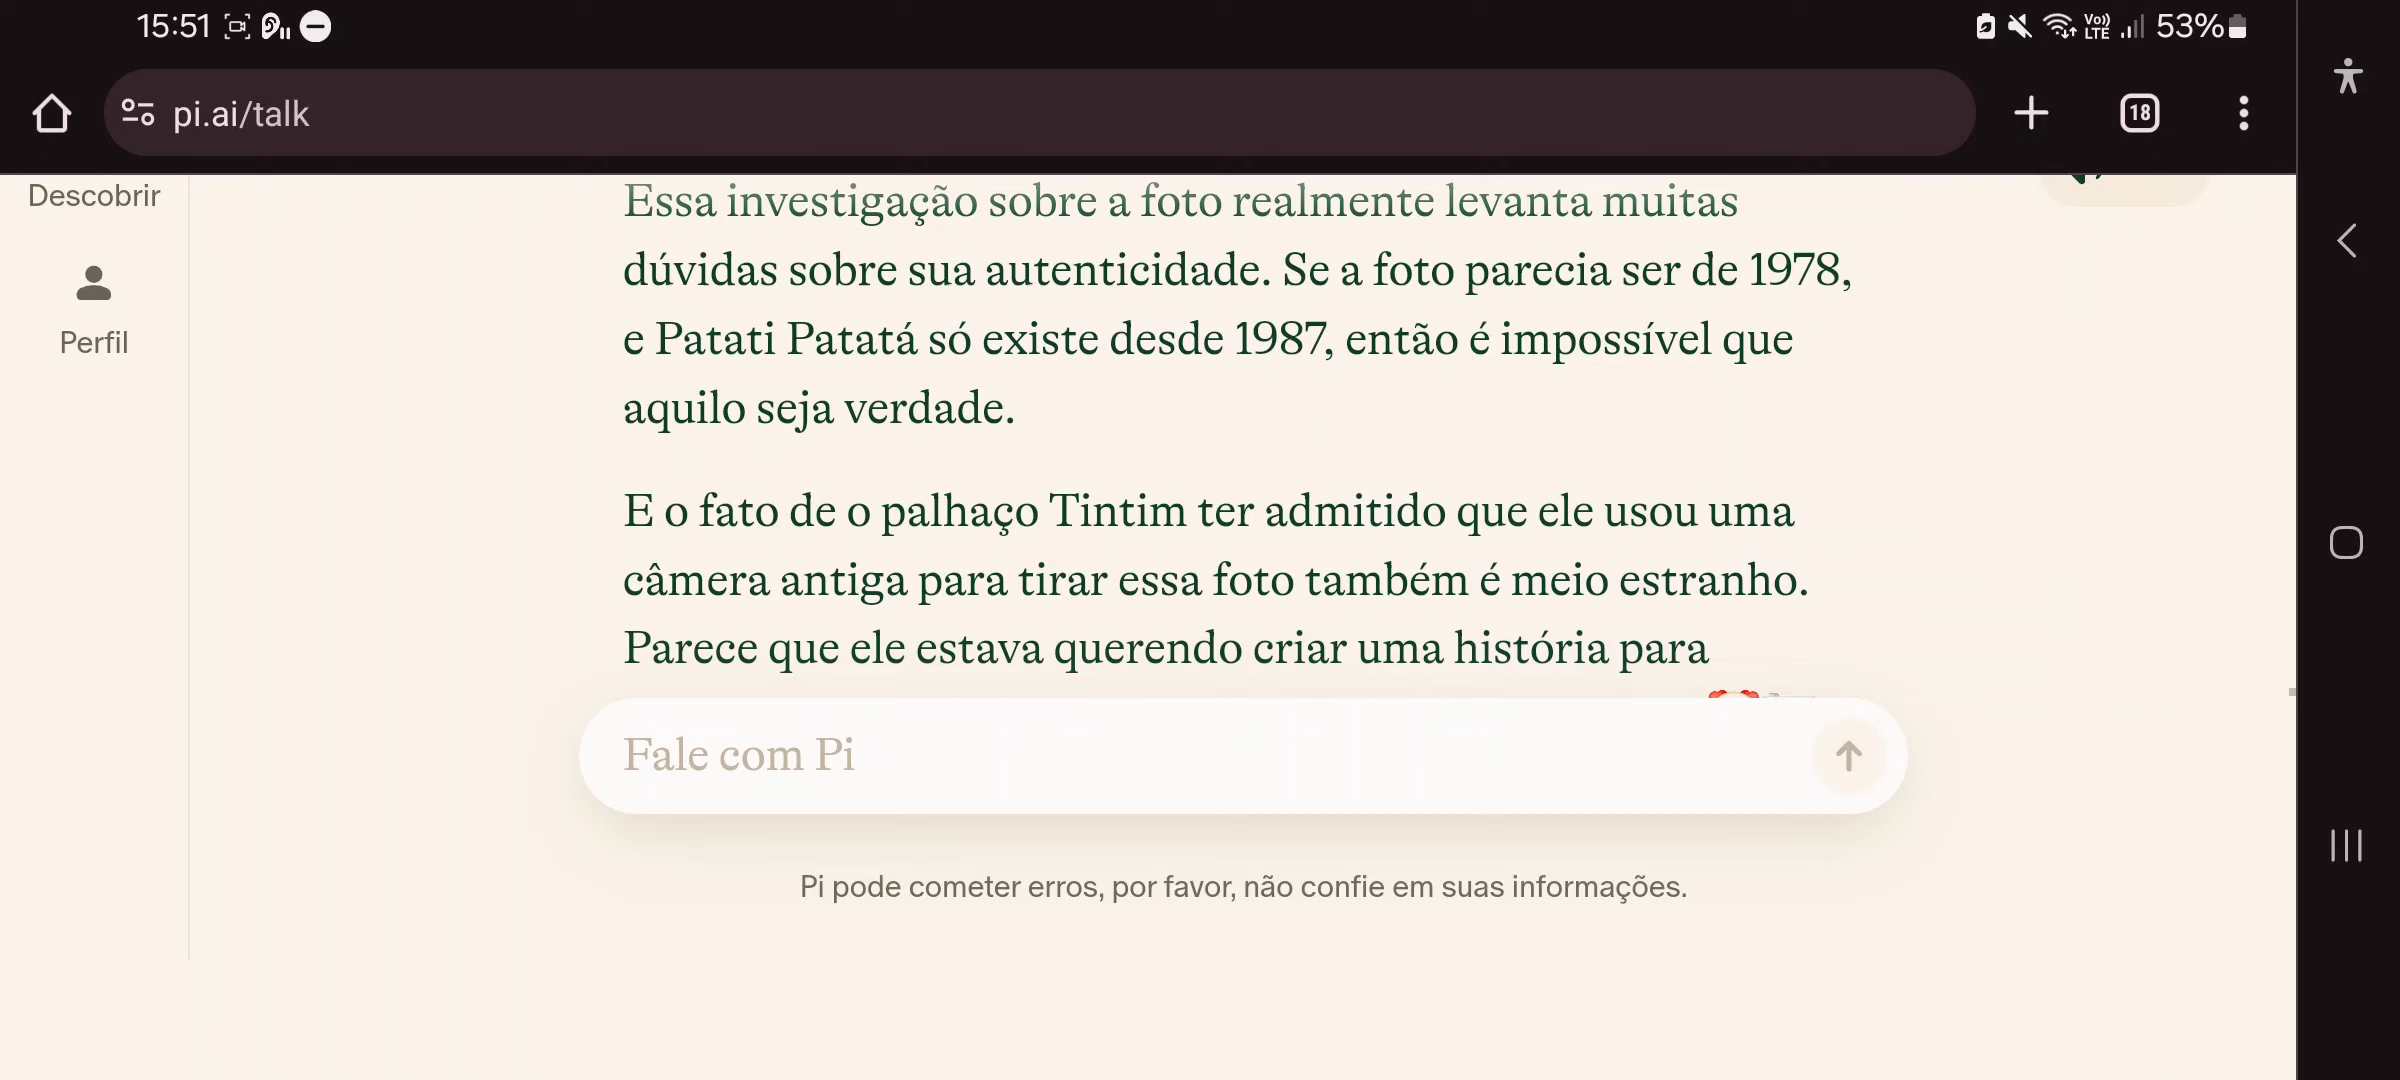 15:51
Vo))
LTE
53%
pi.ai/talk
18
Descobrir
Perfil
Essa investigação sobre a foto realmente levanta muitas
dúvidas sobre sua autenticidade. Se a foto parecia ser de 1978,
e Patati Patatá só existe desde 1987, então é impossível que
aquilo seja verdade.
E o fato de o palhaço Tintim ter admitido que ele usou uma
câmera antiga para tirar essa foto também é meio estranho.
Parece que ele estava querendo criar uma história para
Fale com Pi
Pi pode cometer erros, por favor, não confie em suas informações.